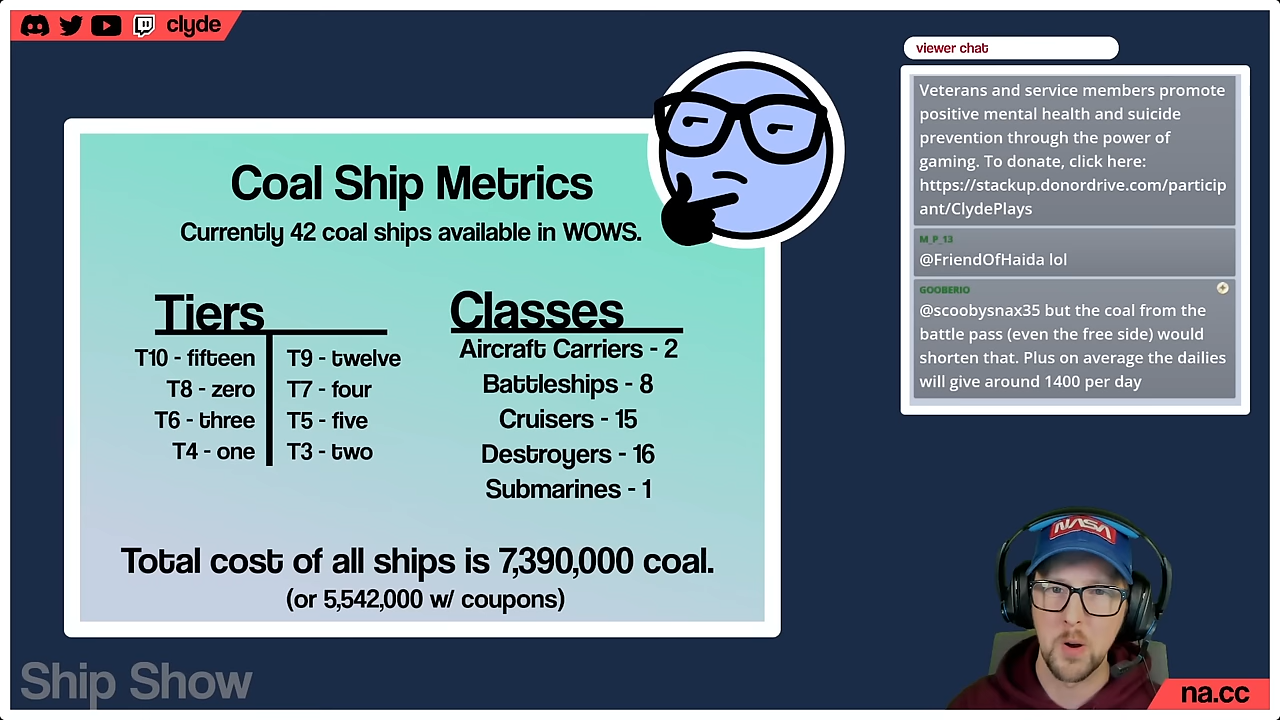 clyde
Coal Ship Metrics
Currently 42 coal ships available in WOWS.
Tiers
T10 - fifteen
T9 - twelve
T8 - zero
T7 - four
T6 - three
T5 - five
T4 - one
T3 - two
Classes
Aircraft Carriers - 2
Battleships - 8
Cruisers - 15
Destroyers - 16
Submarines - 1
Total cost of all ships is 7,390,000 coal.
(or 5,542,000 w/ coupons)
viewer chat
Veterans and service members promote
positive mental health and suicide
prevention through the power of
gaming. To donate, click here:
https://stackup.donordrive.com/particip
ant/ClydePlays
M_P_13
@FriendOfHaida lol
GOOBERIO
@scoobysnax35 but the coal from the
battle pass (even the free side) would
shorten that. Plus on average the dailies
will give around 1400 per day
NASA
Ship Show
na.cc